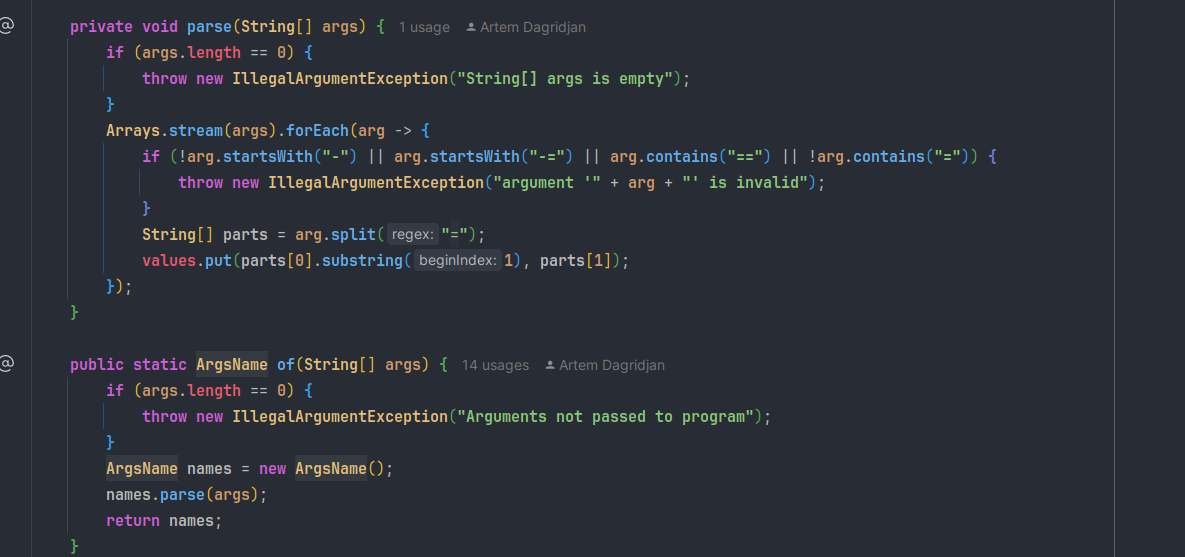 @ private void parse(String[] args) { 1 usage Artem Dagridjan
if (args.length == 0) {
throw new IllegalArgumentException("String[] args is empty");
}
Arrays.stream(args).forEach(arg -> {
if (!arg.startsWith("-") || arg.startsWith("-=") || arg.contains("==") || !arg.contains("=")) {
throw new IllegalArgumentException("argument '" + arg + "' is invalid");
}
String[] parts = arg.split( regex: "=");
values.put(parts[0].substring( beginIndex: 1), parts[1]);
});
}
@ public static ArgsName of(String[] args) { 14 usages Artem Dagridjan
if (args.length == 0) {
throw new IllegalArgumentException("Arguments not passed to program");
}
ArgsName names = new ArgsName();
names.parse(args);
return names;
}